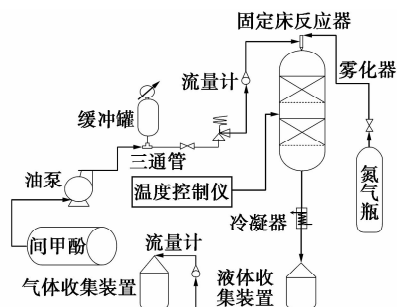 固定床反应器
雾化器
流量计
缓冲罐
三通管
油泵
温度控制仪
氮气瓶
冷凝器
间甲酚
流量计
气体收集装置
液体收
集装置